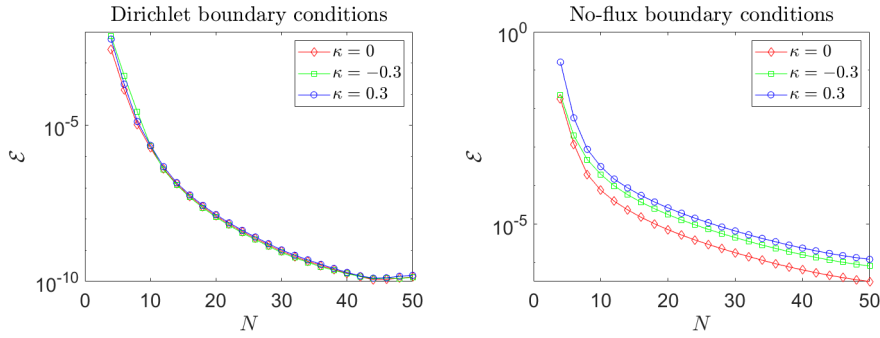 Dirichlet boundary conditions
10^-5
10^-10
0
10
20
30
40
50
ℰ
N
κ = 0
κ = −0.3
κ = 0.3
No-flux boundary conditions
10^0
10^-5
0
10
20
30
40
50
ℰ
N
κ = 0
κ = −0.3
κ = 0.3